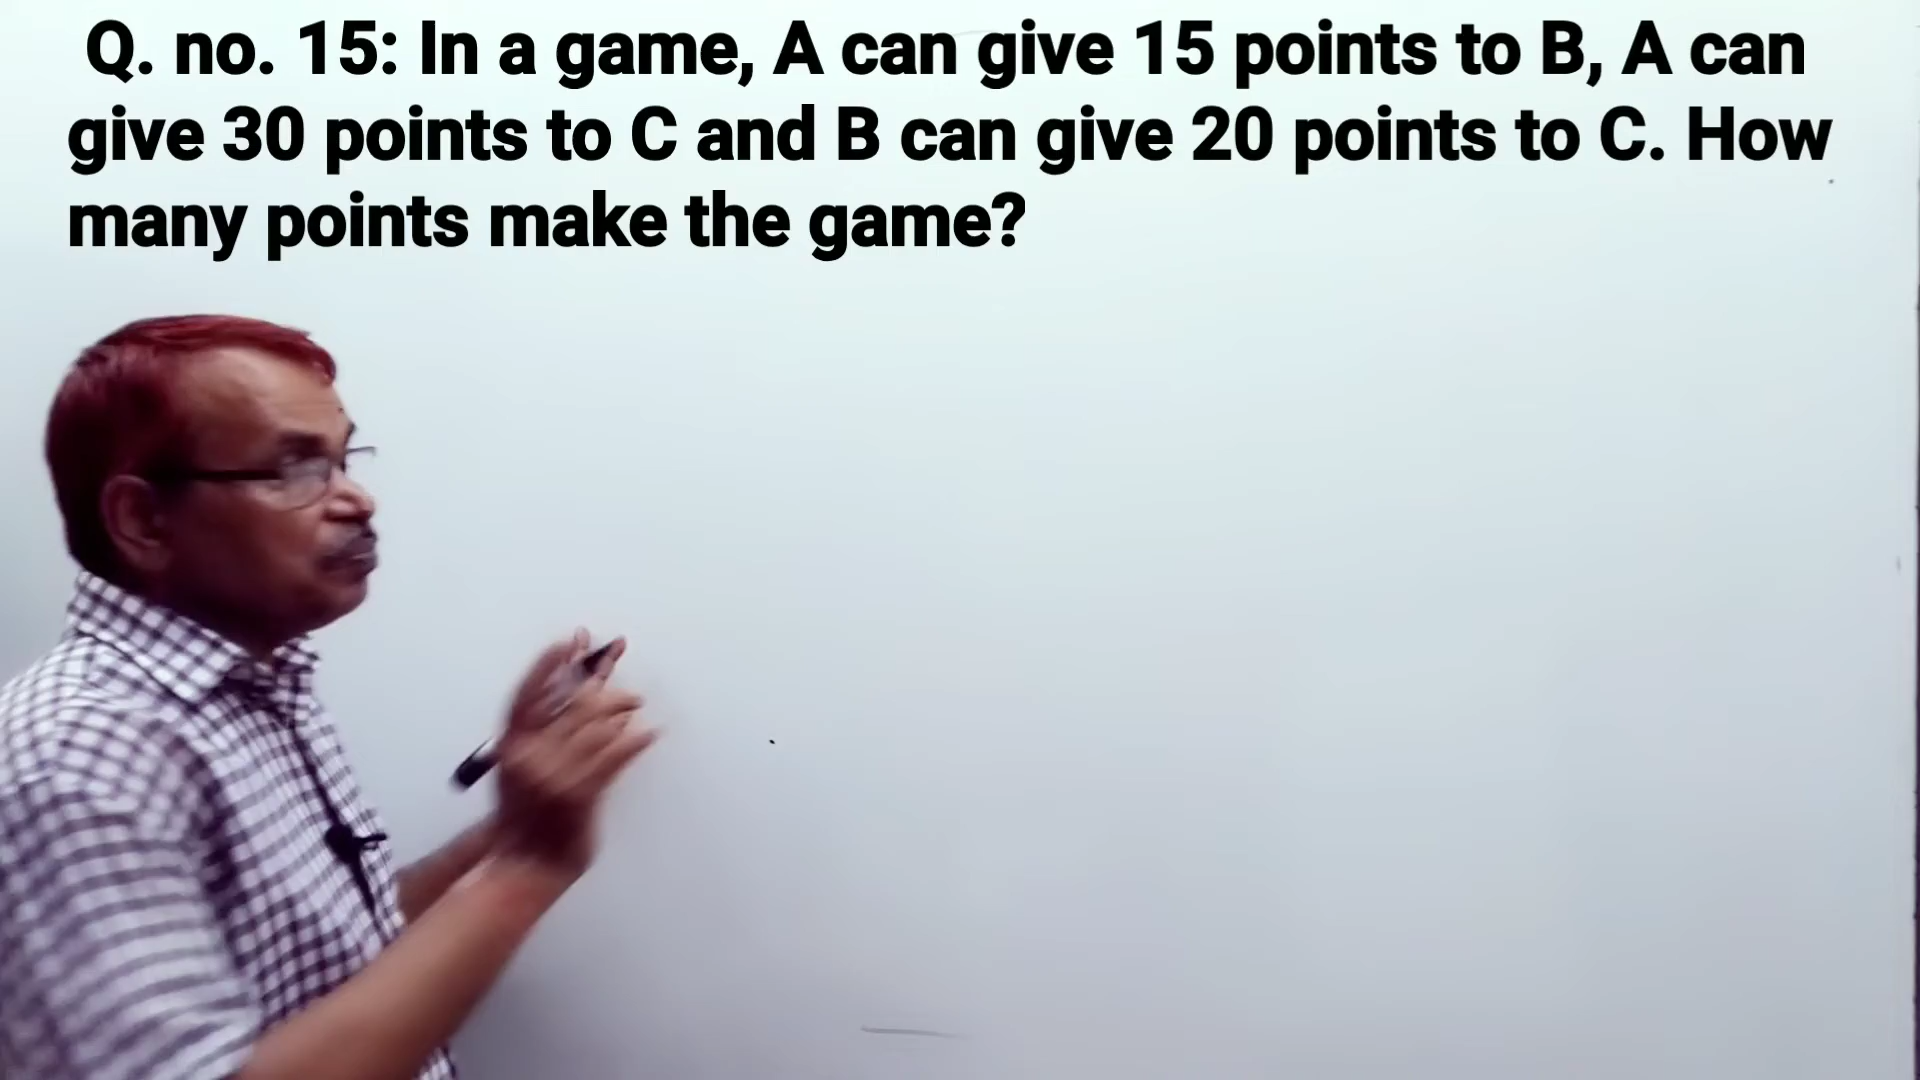 Q. no. 15: In a game, A can give 15 points to B, A can
give 30 points to C and B can give 20 points to C. How
many points make the game?